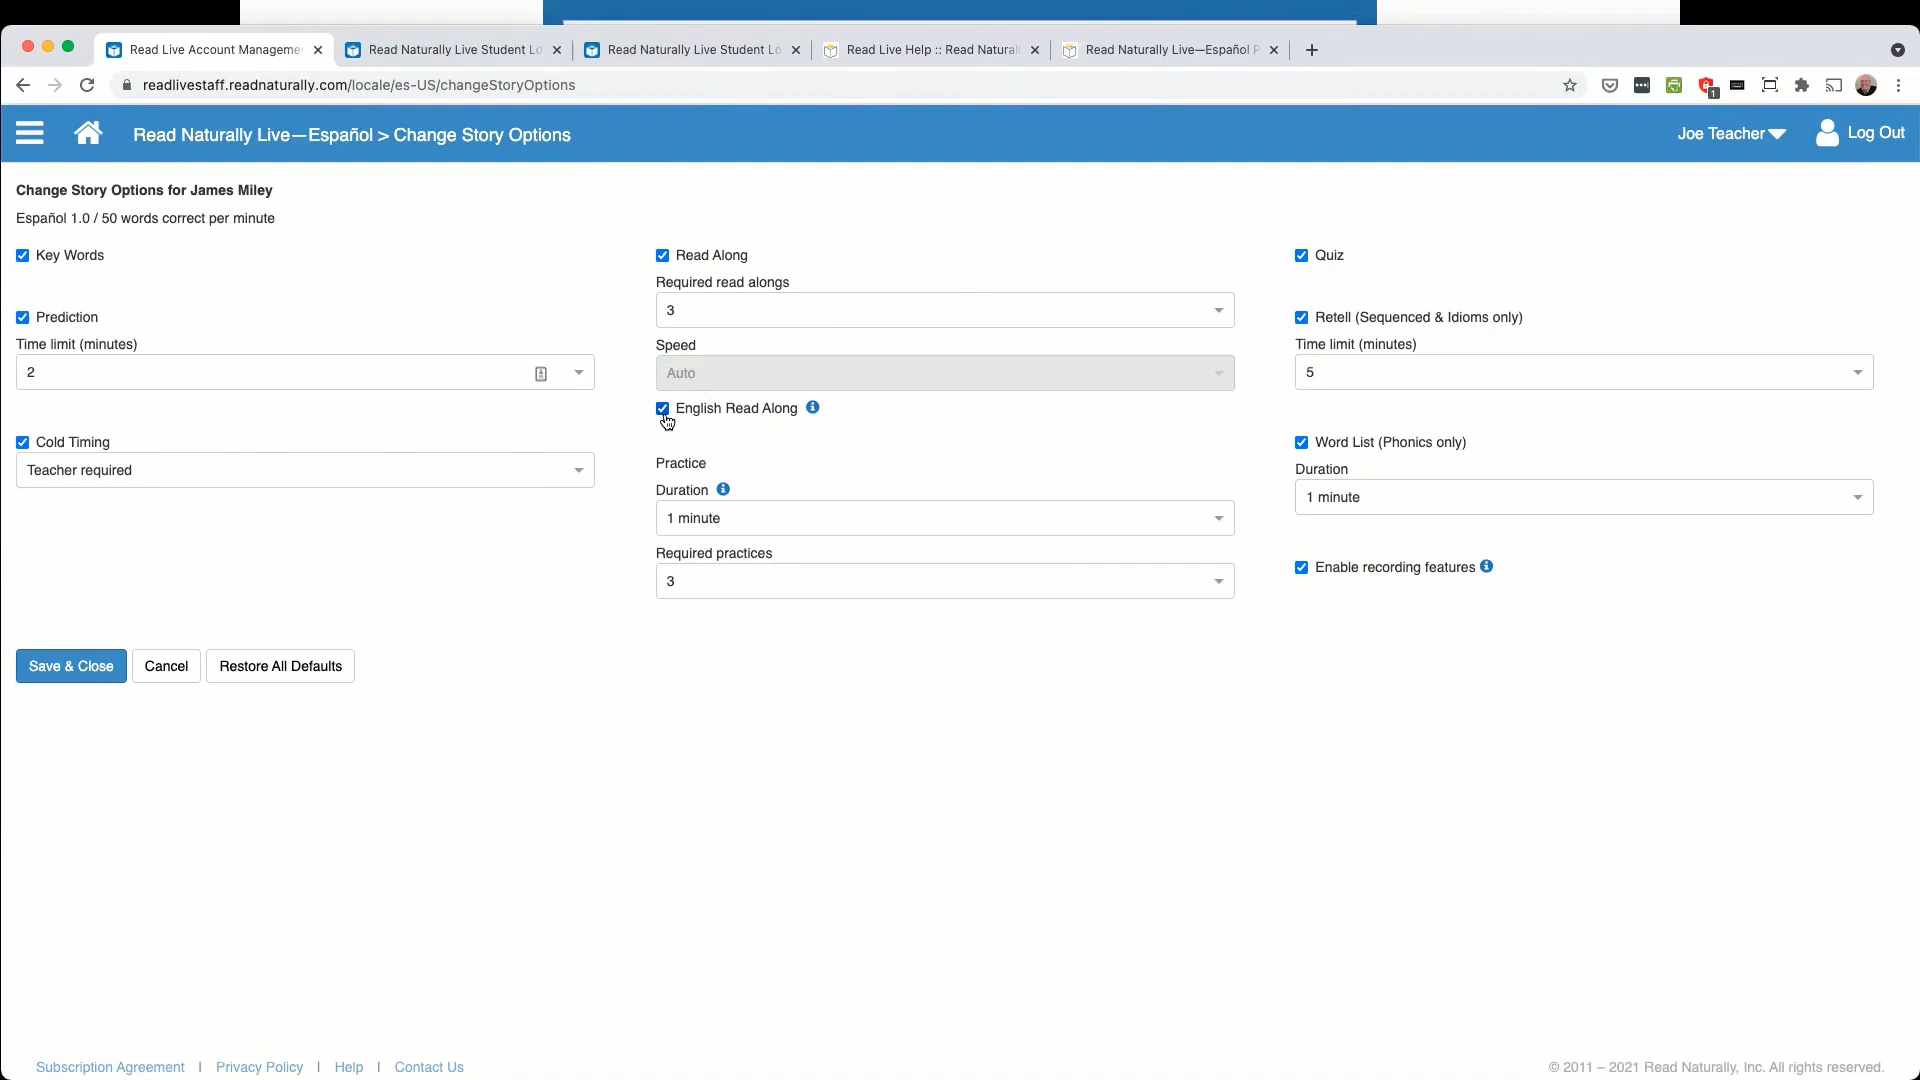 Read Live Account Manageme
Read Naturally Live Student Lo
Read Naturally Live Student Lo
Read Live Help :: Read Natural
Read Naturally Live—Español P
readlivestaff.readnaturally.com/locale/es-US/changeStoryOptions
1
Read Naturally Live—Español > Change Story Options
Joe Teacher
Log Out
Change Story Options for James Miley
Español 1.0 / 50 words correct per minute
Key Words
Prediction
Time limit (minutes)
2
Cold Timing
Teacher required
Read Along
Required read alongs
3
Speed
Auto
English Read Along
Practice
Duration
1 minute
Required practices
3
Quiz
Retell (Sequenced & Idioms only)
Time limit (minutes)
5
Word List (Phonics only)
Duration
1 minute
Enable recording features
Save & Close
Cancel
Restore All Defaults
Subscription Agreement | Privacy Policy | Help | Contact Us
© 2011 – 2021 Read Naturally, Inc. All rights reserved.